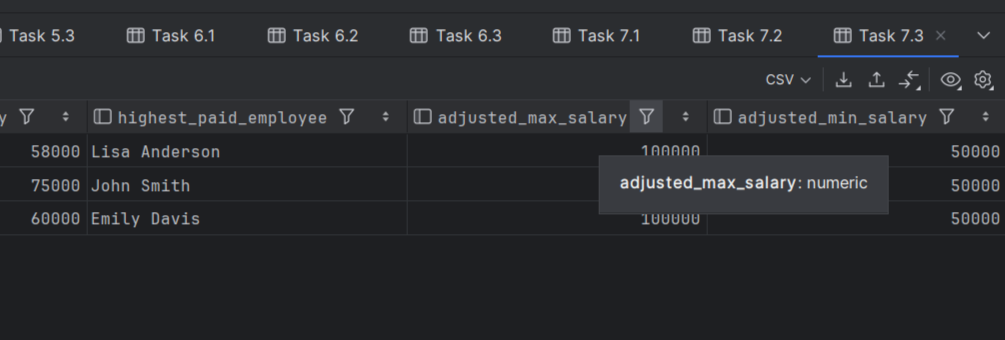 Task 5.3 Task 6.1 Task 6.2 Task 6.3 Task 7.1 Task 7.2 Task 7.3
CSV
y highest_paid_employee adjusted_max_salary adjusted_min_salary
58000 Lisa Anderson 100000 50000
75000 John Smith 50000
adjusted_max_salary: numeric
60000 Emily Davis 100000 50000